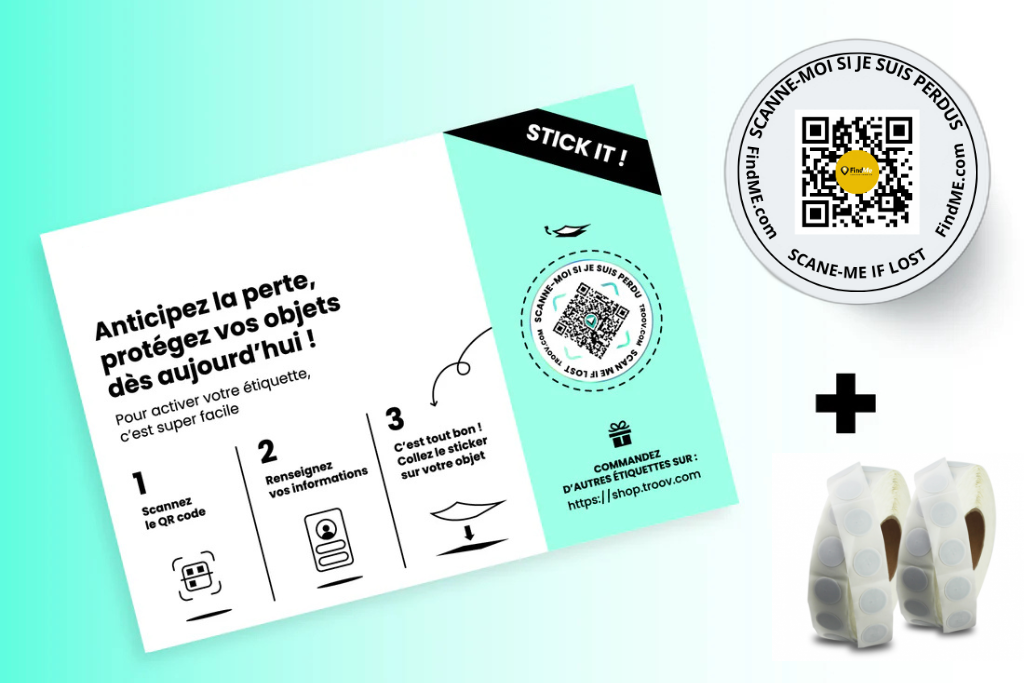 STICK IT !
Anticipez la perte,
protégez vos objets
dès aujourd'hui !
Pour activer votre étiquette,
c'est super facile
1
Scannez
le QR code
2
Renseignez
vos informations
3
C'est tout bon !
Collez le sticker
sur votre objet
SCANNE-MOI SI JE SUIS PERDU
TROOV.COM
SCAN ME IF LOST
TROOV.COM
COMMANDEZ
D'AUTRES ÉTIQUETTES SUR :
https://shop.troov.com
SCANNE-MOI SI JE SUIS PERDUS
FindME.com
FindMe
FindME.com
SCANE-ME IF LOST